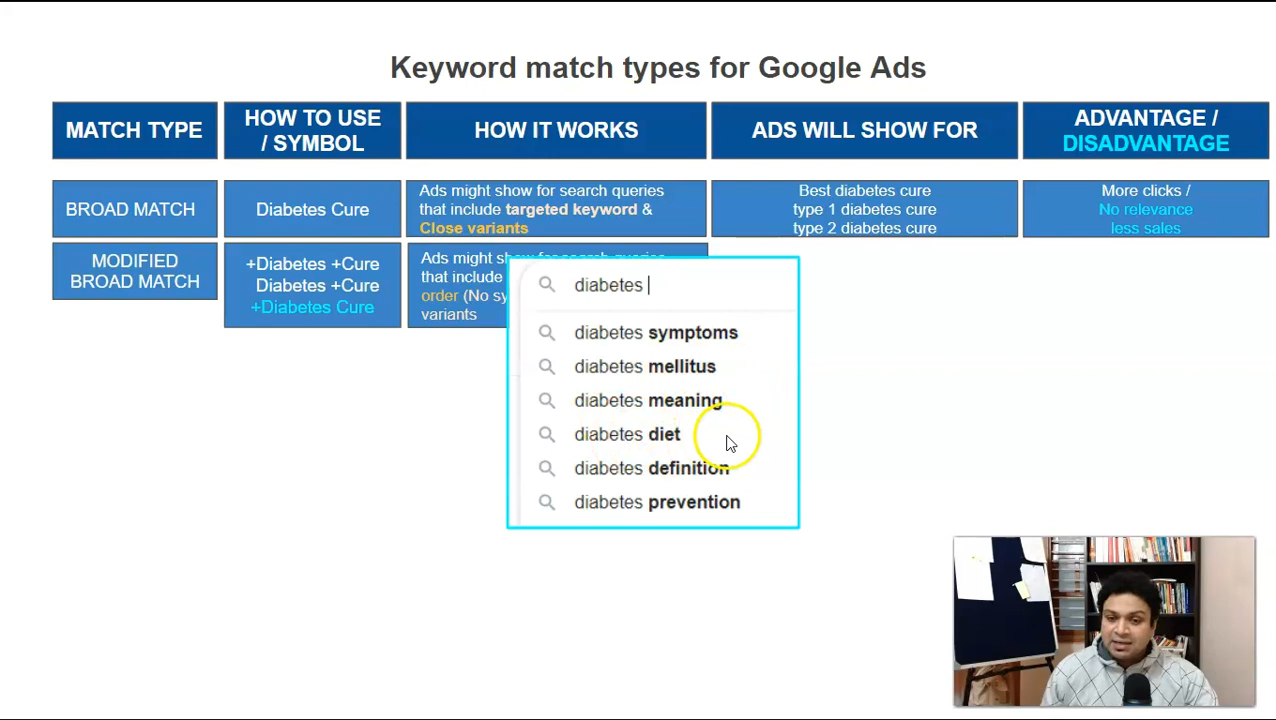 Keyword match types for Google Ads
MATCH TYPE
HOW TO USE
/ SYMBOL
HOW IT WORKS
ADS WILL SHOW FOR
ADVANTAGE /
DISADVANTAGE
BROAD MATCH
Diabetes Cure
Ads might show for search queries
that include targeted keyword &
Close variants
Best diabetes cure
type 1 diabetes cure
type 2 diabetes cure
More clicks /
No relevance
less sales
MODIFIED
BROAD MATCH
+Diabetes +Cure
Diabetes +Cure
+Diabetes Cure
Ads might
that include
order (No
variants
diabetes
diabetes symptoms
diabetes mellitus
diabetes meaning
diabetes diet
diabetes definition
diabetes prevention